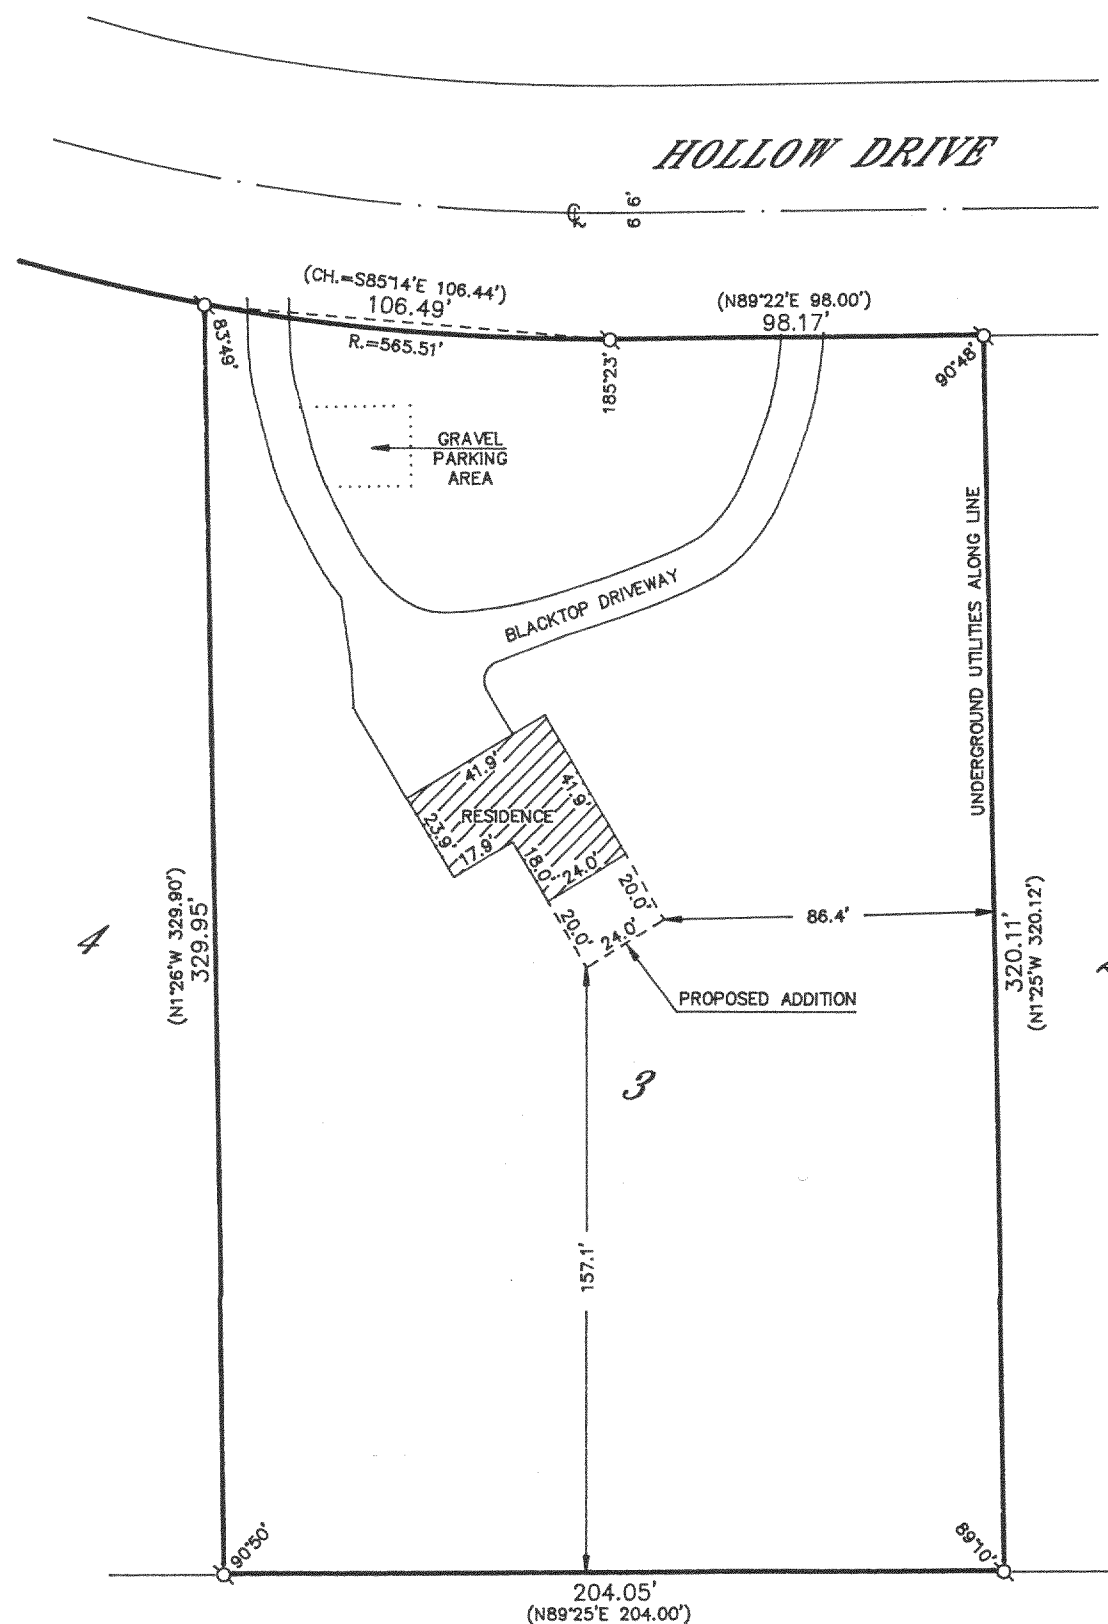 HOLLOW DRIVE
℄
66'
(CH.=S85°14'E 106.44')
106.49'
R.=565.51'
(N89°22'E 98.00')
98.17'
83°49'
185°23'
90°48'
GRAVEL
PARKING
AREA
BLACKTOP DRIVEWAY
UNDERGROUND UTILITIES ALONG LINE
41.9'
41.9'
RESIDENCE
23.9'
17.9'
18.0'
24.0'
20.0'
20.0'
24.0'
86.4'
PROPOSED ADDITION
(N1°26'W 329.90')
329.95'
320.11'
(N1°25'W 320.12')
4
3
157.1'
90°50'
89°10'
204.05'
(N89°25'E 204.00')